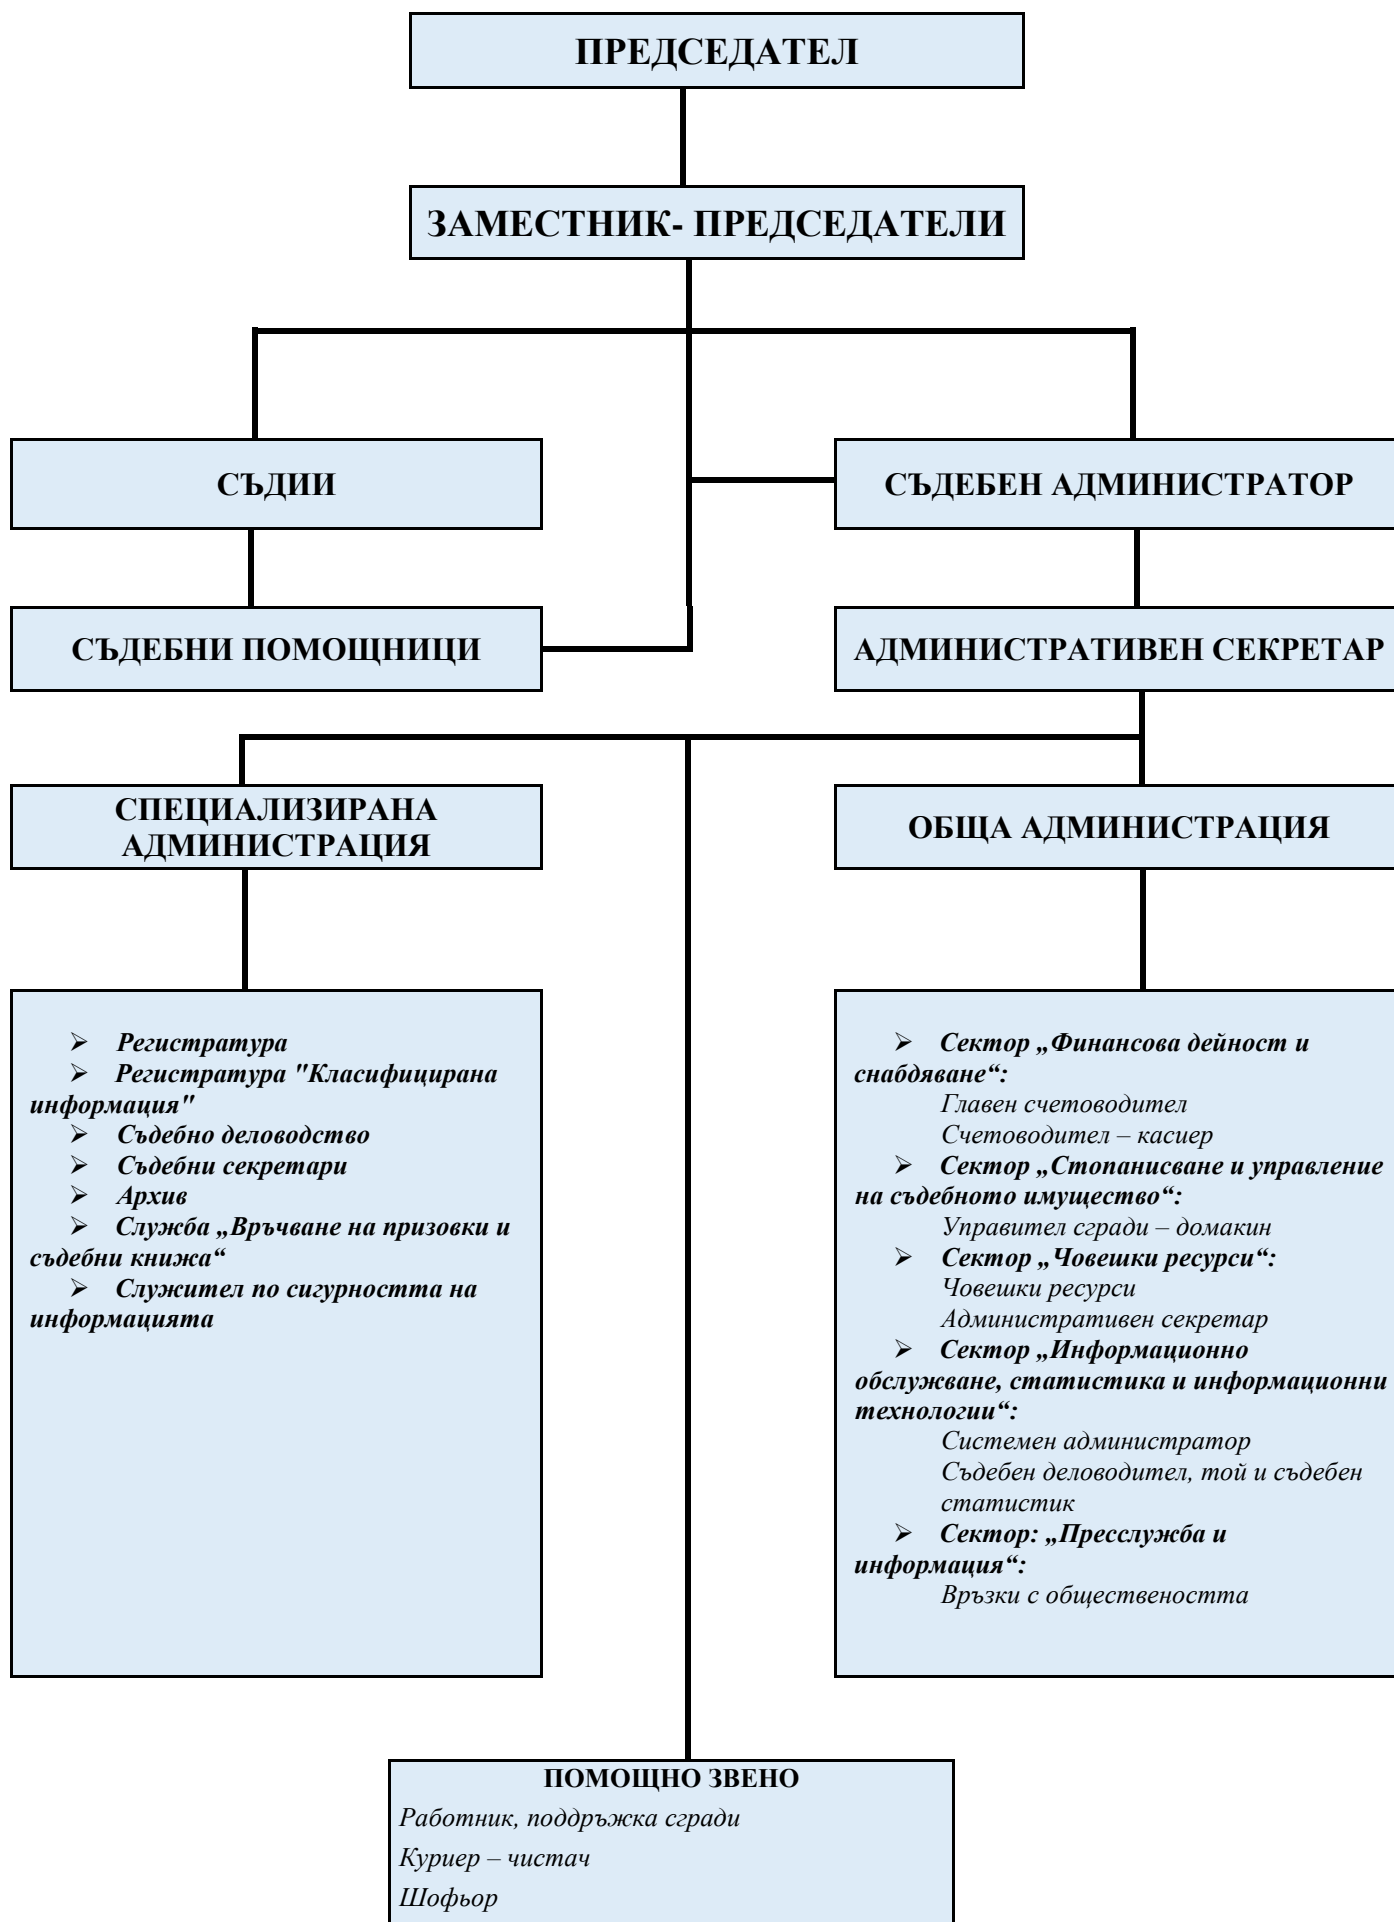 ПРЕДСЕДАТЕЛ
ЗАМЕСТНИК- ПРЕДСЕДАТЕЛИ
СЪДИИ
СЪДЕБЕН АДМИНИСТРАТОР
СЪДЕБНИ ПОМОЩНИЦИ
АДМИНИСТРАТИВЕН СЕКРЕТАР
СПЕЦИАЛИЗИРАНА
АДМИНИСТРАЦИЯ
ОБЩА АДМИНИСТРАЦИЯ
➢ Регистратура
➢ Регистратура "Класифицирана
информация"
➢ Съдебно деловодство
➢ Съдебни секретари
➢ Архив
➢ Служба „Връчване на призовки и
съдебни книжа“
➢ Служител по сигурността на
информацията
➢ Сектор „Финансова дейност и
снабдяване“:
Главен счетоводител
Счетоводител – касиер
➢ Сектор „Стопанисване и управление
на съдебното имущество“:
Управител сгради – домакин
➢ Сектор „Човешки ресурси“:
Човешки ресурси
Административен секретар
➢ Сектор „Информационно
обслужване, статистика и информационни
технологии“:
Системен администратор
Съдебен деловодител, той и съдебен
статистик
➢ Сектор: „Пресслужба и
информация“:
Връзки с обществеността
ПОМОЩНО ЗВЕНО
Работник, поддръжка сгради
Куриер – чистач
Шофьор